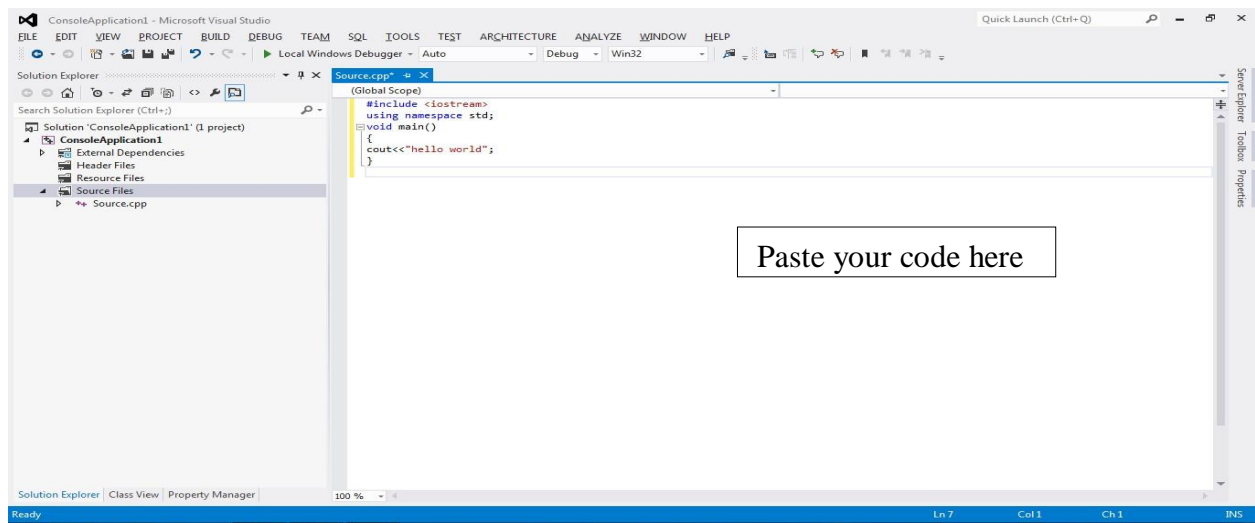 ConsoleApplication1 - Microsoft Visual Studio
Quick Launch (Ctrl+Q)
FILE EDIT VIEW PROJECT BUILD DEBUG TEAM SQL TOOLS TEST ARCHITECTURE ANALYZE WINDOW HELP
Local Windows Debugger Auto Debug Win32
Solution Explorer
Search Solution Explorer (Ctrl+;)
Solution 'ConsoleApplication1' (1 project)
ConsoleApplication1
External Dependencies
Header Files
Resource Files
Source Files
Source.cpp
Solution Explorer Class View Property Manager
Source.cpp*
(Global Scope)
#include <iostream>
using namespace std;
void main()
{
cout<<"hello world";
}
Paste your code here
100 %
Server Explorer
Toolbox
Properties
Ready Ln 7 Col 1 Ch 1 INS